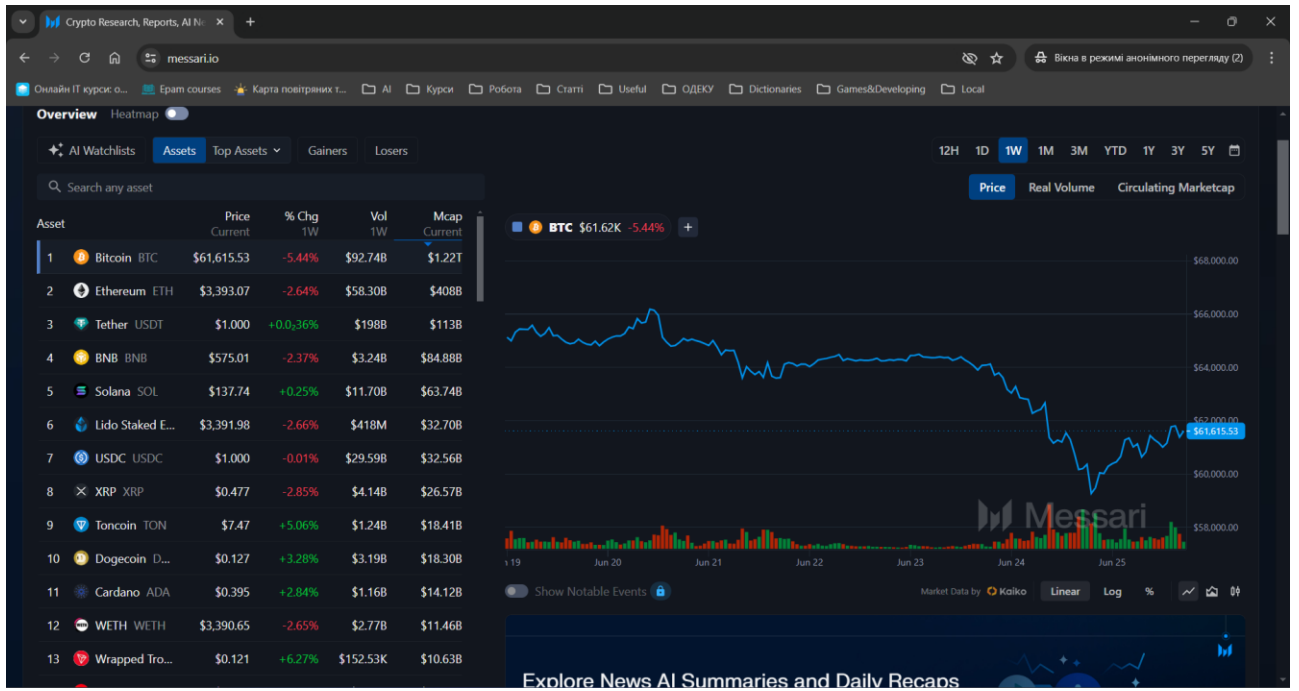 Crypto Research, Reports, AI Ne
messari.io
Вікна в режимі анонімного перегляду (2)
Онлайн IT курси: о... Epam courses Карта повітряних т... AI Курси Робота Статті Useful ОДЕКУ Dictionaries Games&Developing Local
Overview Heatmap
AI Watchlists Assets Top Assets Gainers Losers
12H 1D 1W 1M 3M YTD 1Y 3Y 5Y
Search any asset
Price Real Volume Circulating Marketcap
Asset Price % Chg Vol Mcap
Current 1W 1W Current
BTC $61.62K -5.44% +
1 Bitcoin BTC $61,615.53 -5.44% $92.74B $1.22T
2 Ethereum ETH $3,393.07 -2.64% $58.30B $408B
3 Tether USDT $1.000 +0.0₂36% $198B $113B
4 BNB BNB $575.01 -2.37% $3.24B $84.88B
5 Solana SOL $137.74 +0.25% $11.70B $63.74B
6 Lido Staked E... $3,391.98 -2.66% $418M $32.70B
7 USDC USDC $1.000 -0.01% $29.59B $32.56B
8 XRP XRP $0.477 -2.85% $4.14B $26.57B
9 Toncoin TON $7.47 +5.06% $1.24B $18.41B
10 Dogecoin D... $0.127 +3.28% $3.19B $18.30B
11 Cardano ADA $0.395 +2.84% $1.16B $14.12B
12 WETH WETH $3,390.65 -2.65% $2.77B $11.46B
13 Wrapped Tro... $0.121 +6.27% $152.53K $10.63B
$68,000.00
$66,000.00
$64,000.00
$62,000.00
$61,615.53
$60,000.00
$58,000.00
Messari
19 Jun 20 Jun 21 Jun 22 Jun 23 Jun 24 Jun 25
Show Notable Events
Market Data by Kaiko Linear Log %
Explore News AI Summaries and Daily Recaps